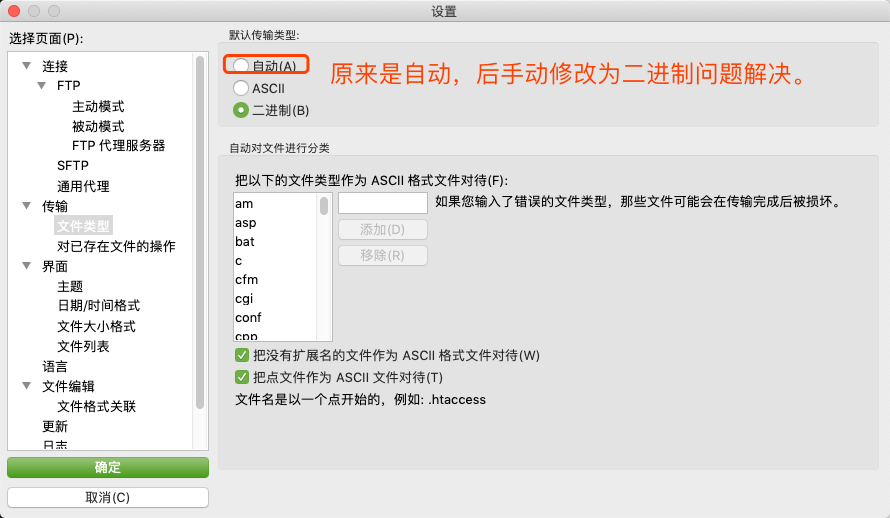 设置
选择页面(P):
连接
FTP
主动模式
被动模式
FTP 代理服务器
SFTP
通用代理
传输
文件类型
对已存在文件的操作
界面
主题
日期/时间格式
文件大小格式
文件列表
语言
文件编辑
文件格式关联
更新
日志
确定
取消(C)
默认传输类型:
自动(A)
原来是自动，后手动修改为二进制问题解决。
ASCII
二进制(B)
自动对文件进行分类
把以下的文件类型作为 ASCII 格式文件对待(F):
am
asp
bat
c
cfm
cgi
conf
cpp
如果您输入了错误的文件类型，那些文件可能会在传输完成后被损坏。
添加(D)
移除(R)
把没有扩展名的文件作为 ASCII 格式文件对待(W)
把点文件作为 ASCII 文件对待(T)
文件名是以一个点开始的，例如: .htaccess